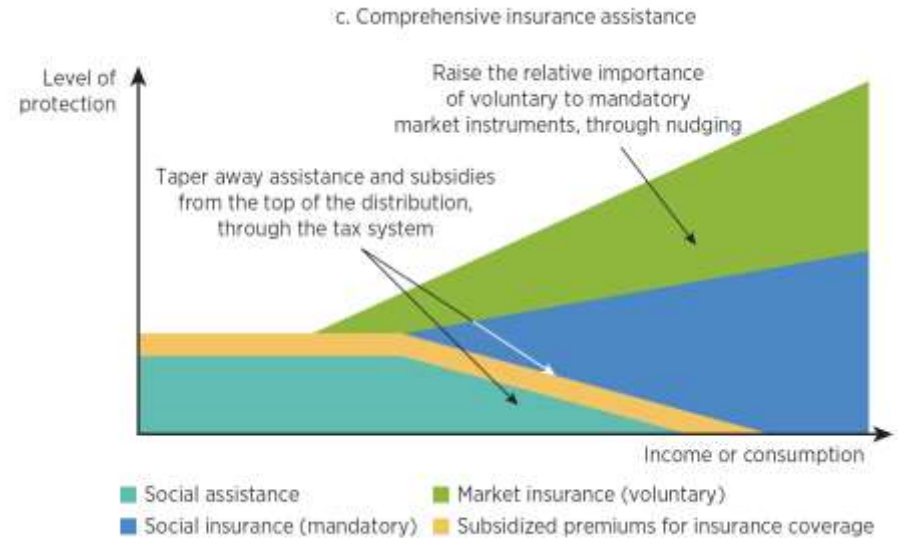 c. Comprehensive insurance assistance
Level of
protection
Raise the relative importance
of voluntary to mandatory
market instruments, through nudging
Taper away assistance and subsidies
from the top of the distribution,
through the tax system
Income or consumption
Social assistance
Market insurance (voluntary)
Social insurance (mandatory)
Subsidized premiums for insurance coverage